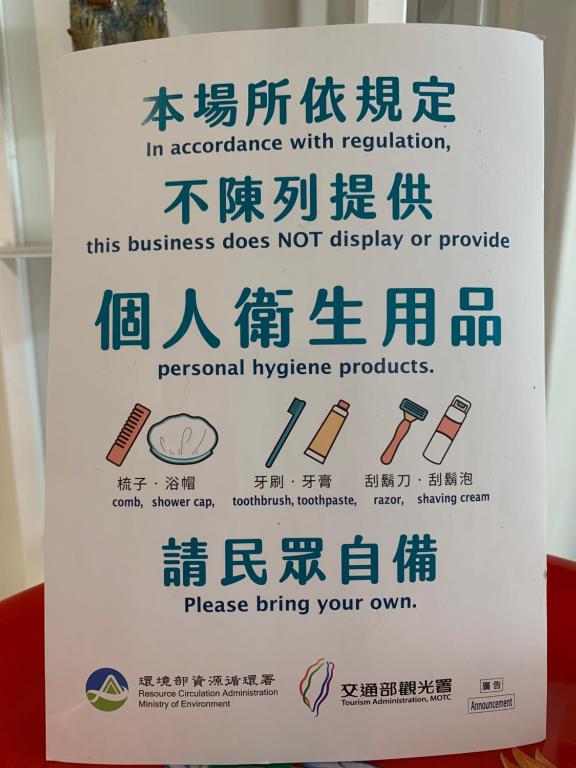 本場所依規定
In accordance with regulation,
不陳列提供
this business does NOT display or provide
個人衛生用品
personal hygiene products.
梳子·浴帽
comb, shower cap,
牙刷·牙膏
toothbrush, toothpaste,
刮鬍刀·刮鬍泡
razor, shaving cream
請民眾自備
Please bring your own.
環境部資源循環署
Resource Circulation Administration
Ministry of Environment
交通部觀光署
Tourism Administration, MOTC
廣告
Announcement